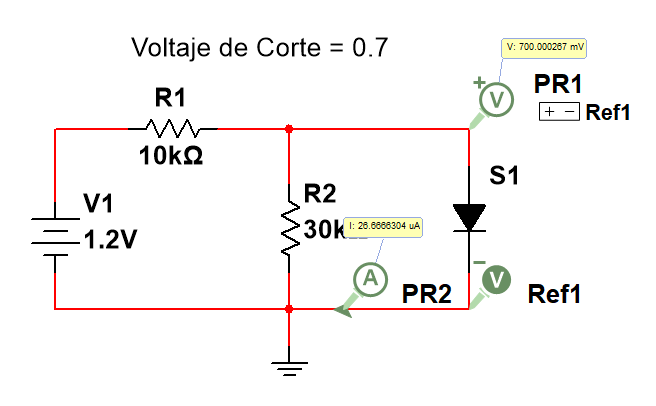 Voltaje de Corte = 0.7
V: 700.000267 mV
PR1
Ref1
R1
10kΩ
S1
R2
30k
I: 26.6666304 uA
V1
1.2V
V
A
V
PR2
Ref1